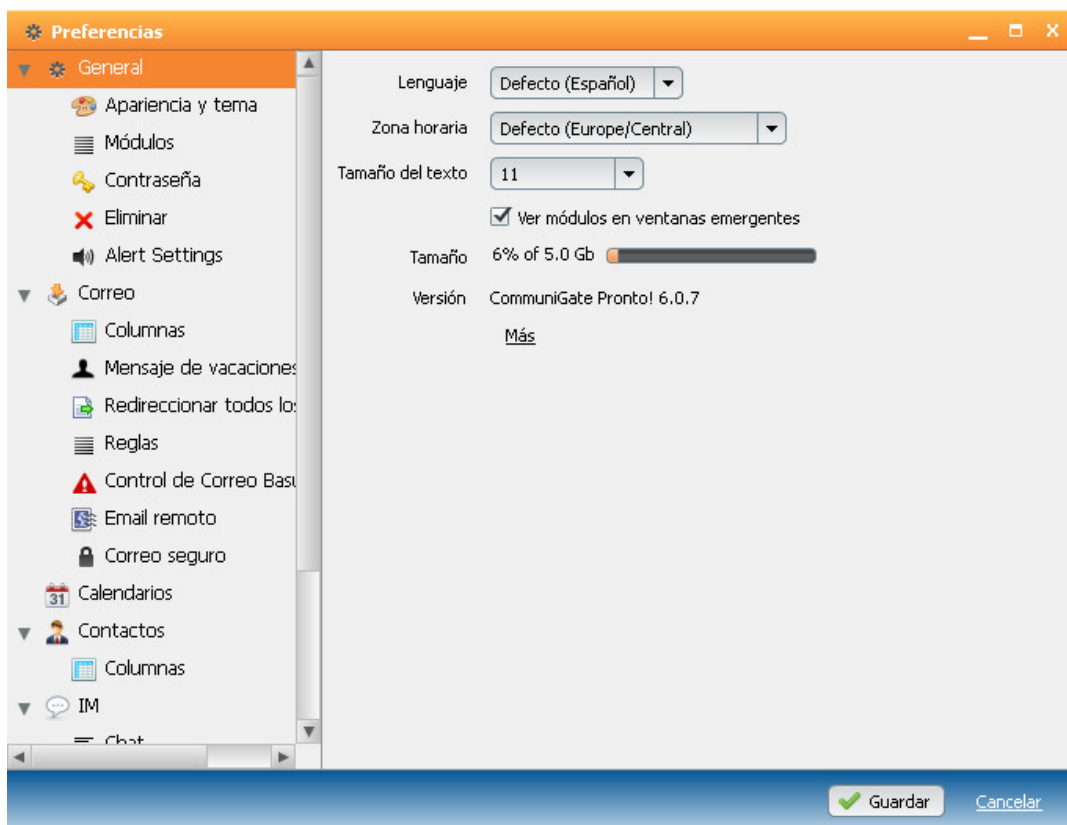 Preferencias
General
Apariencia y tema
Módulos
Contraseña
Eliminar
Alert Settings
Correo
Columnas
Mensaje de vacaciones
Redireccionar todos
Reglas
Control de Correo
Email remoto
Correo seguro
31
Calendarios
Contactos
Columnas
IM
Chat
Lenguaje Defecto (Español)
Zona horaria Defecto (Europe/Central)
Tamaño del texto 11
Ver módulos en ventanas emergentes
Tamaño 6% of 5.0 Gb
Versión CommuniGate Pronto! 6.0.7
Más
Guardar Cancelar